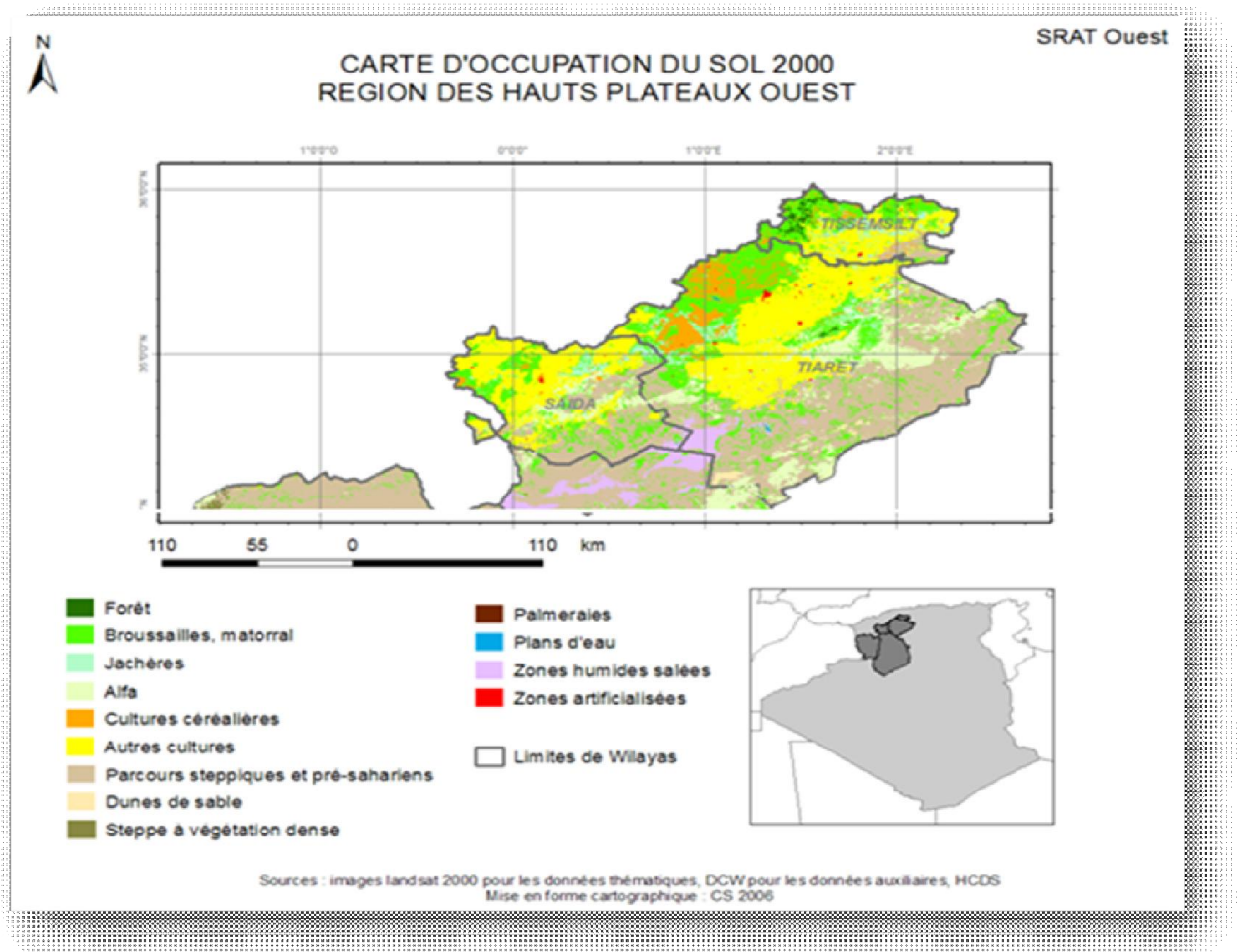 SRAT Ouest
N
CARTE D'OCCUPATION DU SOL 2000
REGION DES HAUTS PLATEAUX OUEST
1°0'0"O 0°0'0" 1°0'0"E 2°0'0"E
TISSEMSILT
TIARET
SAIDA
110 55 0 110 km
Forêt
Broussailles, matorral
Jachères
Alfa
Cultures céréalières
Autres cultures
Parcours steppiques et pré-sahariens
Dunes de sable
Steppe à végétation dense
Palmeraies
Plans d'eau
Zones humides salées
Zones artificialisées
Limites de Wilayas
Sources : images landsat 2000 pour les données thématiques, DCW pour les données auxiliaires, HCDS
Mise en forme cartographique : CS 2006